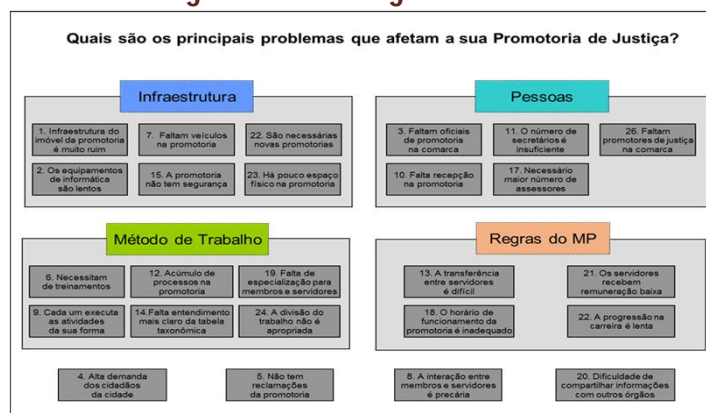 Quais são os principais problemas que afetam a sua Promotoria de Justiça?
Infraestrutura
1. Infraestrutura do
imóvel da promotoria
é muito ruim
7. Faltam veículos
na promotoria
22. São necessárias
novas promotorias
2. Os equipamentos
de informática
são lentos
15. A promotoria
não tem segurança
23. Há pouco espaço
físico na promotoria
Pessoas
3. Faltam oficiais
de promotoria
na comarca
11. O número de
secretários é
insuficiente
26. Faltam
promotores de justiça
na comarca
10. Falta recepção
na promotoria
17. Necessário
maior número de
assessores
Método de Trabalho
6. Necessitam
de treinamentos
12. Acúmulo de
processos na
promotoria
19. Falta de
especialização para
membros e servidores
9. Cada um executa
as atividades
da sua forma
14.Falta entendimento
mais claro da tabela
taxonômica
24. A divisão do
trabalho não é
apropriada
Regras do MP
13. A transferência
entre servidores
é difícil
21. Os servidores
recebem
remuneração baixa
18. O horário de
funcionamento da
promotoria é inadequado
22. A progressão na
carreira é lenta
4. Alta demanda
dos cidadãos
da cidade
5. Não tem
reclamações
da promotoria
8. A interação entre
membros e servidores
é precária
20. Dificuldade de
compartilhar informações
com outros órgãos